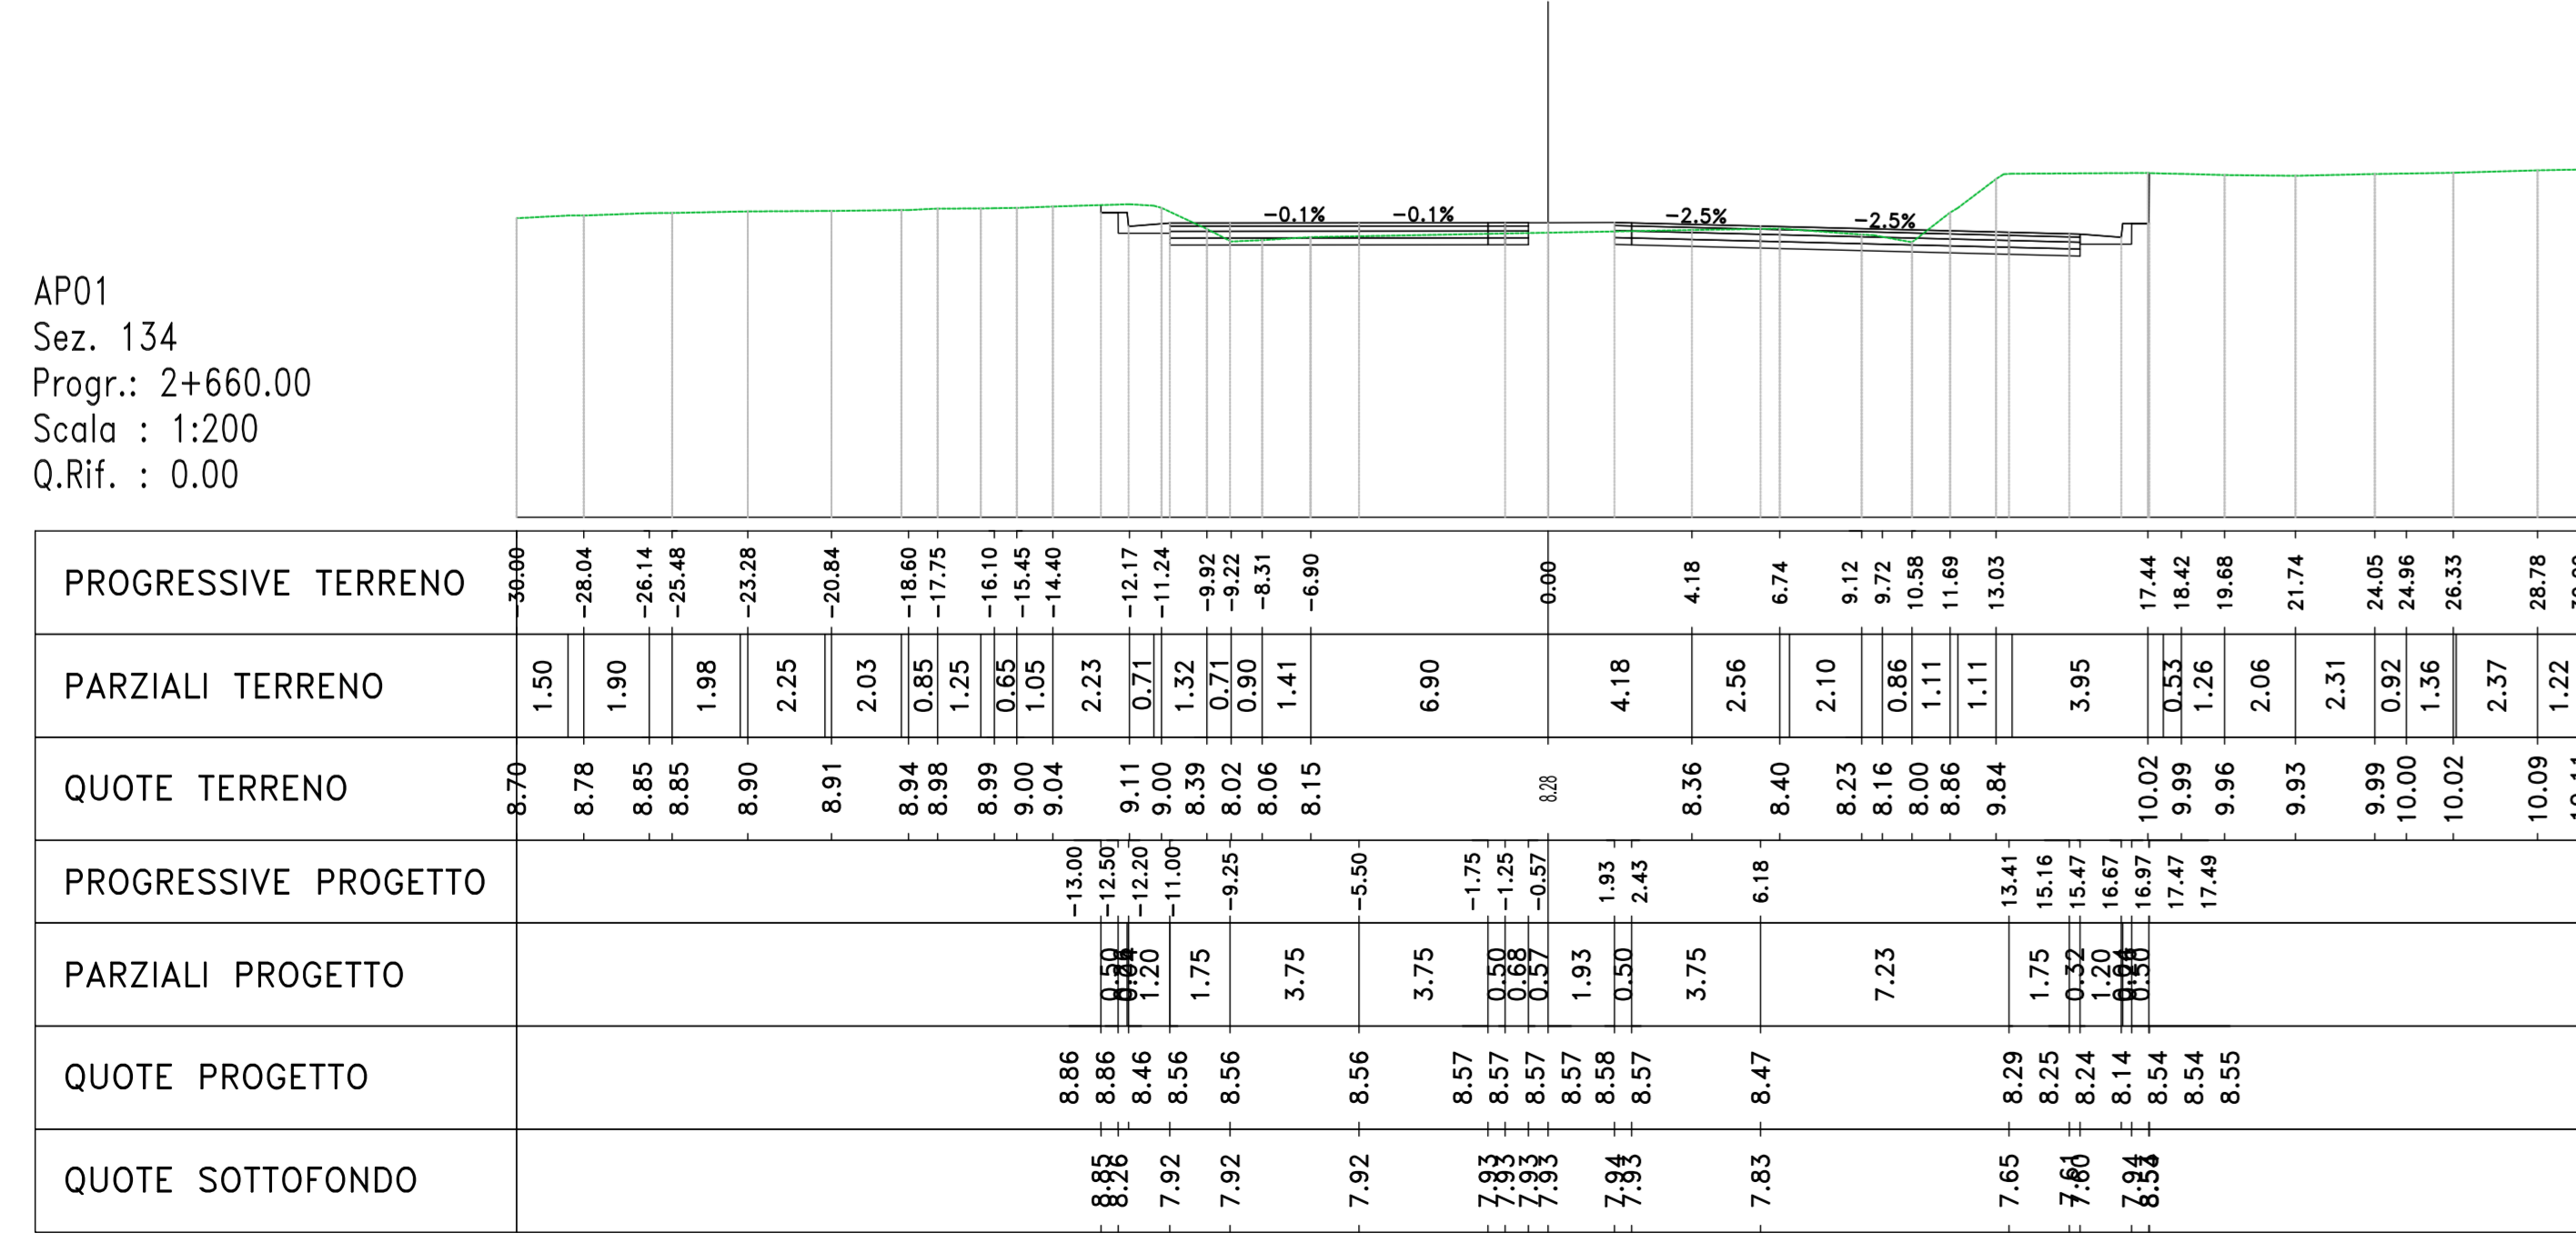 -0.1% -0.1% -2.5% -2.5%
AP01
Sez. 134
Progr.: 2+660.00
Scala : 1:200
Q.Rif. : 0.00
PROGRESSIVE TERRENO -30.00 -28.04 -26.14 -25.48 -23.28 -20.84 -18.60 -17.75 -16.10 -15.45 -14.40 -12.17 -11.24 -9.92 -9.22 -8.31 -6.90 0.00 4.18 6.74 9.12 9.72 10.58 11.69 13.03 17.44 18.42 19.68 21.74 24.05 24.96 26.33 28.78
PARZIALI TERRENO 1.50 1.90 1.98 2.25 2.03 0.85 1.25 0.65 1.05 2.23 0.71 1.32 0.71 0.90 1.41 6.90 4.18 2.56 2.10 0.86 1.11 1.11 3.95 0.53 1.26 2.06 2.31 0.92 1.36 2.37 1.22
QUOTE TERRENO 8.70 8.78 8.85 8.85 8.90 8.91 8.94 8.98 8.99 9.00 9.04 9.11 9.00 8.39 8.02 8.06 8.15 8.28 8.36 8.40 8.23 8.16 8.00 8.86 9.84 10.02 9.99 9.96 9.93 9.99 10.00 10.02 10.09
PROGRESSIVE PROGETTO -13.00 -12.50 -12.20 -11.00 -9.25 -5.50 -1.75 -1.25 -0.57 1.93 2.43 6.18 13.41 15.16 15.47 16.67 16.97 17.47 17.49
PARZIALI PROGETTO 0.50 1.20 1.75 3.75 3.75 0.50 0.68 0.57 1.93 0.50 3.75 7.23 1.75 0.32 1.20 0.50
QUOTE PROGETTO 8.86 8.86 8.46 8.56 8.56 8.56 8.57 8.57 8.57 8.57 8.58 8.57 8.47 8.29 8.25 8.24 8.14 8.54 8.54 8.55
QUOTE SOTTOFONDO 8.85 8.26 7.92 7.92 7.92 7.93 7.93 7.93 7.93 7.94 7.93 7.83 7.65 7.61 7.60 7.94